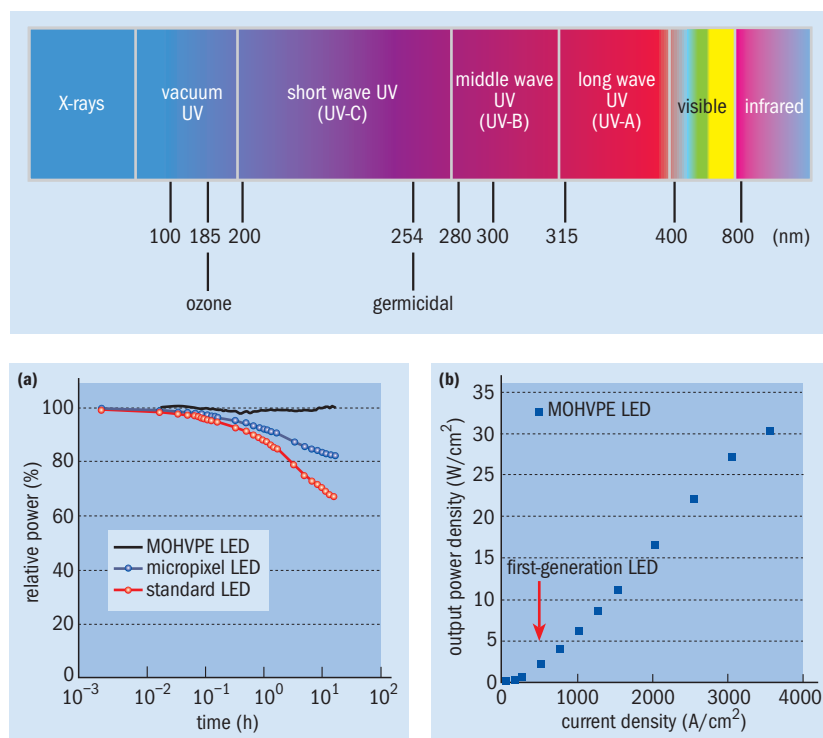 X-rays
vacuum
UV
short wave UV
(UV-C)
middle wave
UV
(UV-B)
long wave
UV
(UV-A)
visible
infrared
100 185 200 254 280 300 315 400 800 (nm)
ozone germicidal
(a)
100
80
60
40
20
0
relative power (%)
MOHVPE LED
micropixel LED
standard LED
10⁻³ 10⁻² 10⁻¹ 10⁰ 10¹ 10²
time (h)
(b)
35
30
25
20
15
10
5
0
output power density (W/cm²)
MOHVPE LED
first-generation LED
0 1000 2000 3000 4000
current density (A/cm²)